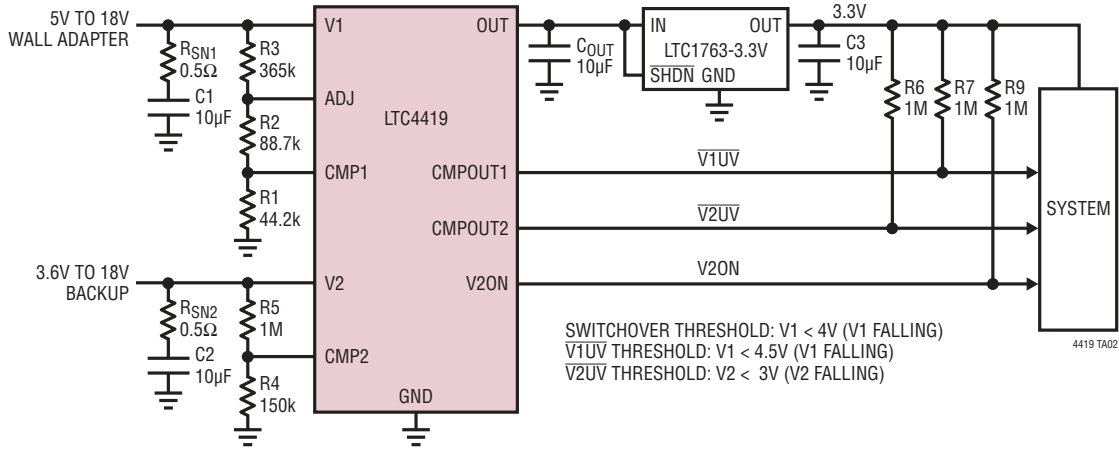 5V TO 18V
WALL ADAPTER
RSN1
0.5Ω
C1
10µF
R3
365k
R2
88.7k
R1
44.2k
V1
ADJ
CMP1
LTC4419
OUT
CMPOUT1
CMPOUT2
V2ON
V2
CMP2
GND
3.6V TO 18V
BACKUP
RSN2
0.5Ω
C2
10µF
R5
1M
R4
150k
COUT
10µF
IN
OUT
LTC1763-3.3V
SHDN GND
3.3V
C3
10µF
R6
1M
R7
1M
R9
1M
V1UV
V2UV
V2ON
SYSTEM
SWITCHOVER THRESHOLD: V1 < 4V (V1 FALLING)
V1UV THRESHOLD: V1 < 4.5V (V1 FALLING)
V2UV THRESHOLD: V2 < 3V (V2 FALLING)
4419 TA02